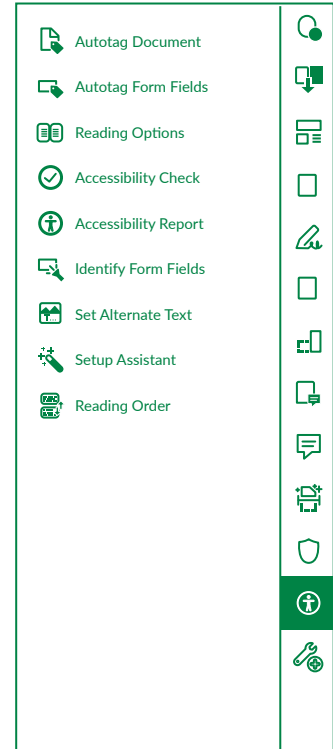 Autotag Document
Autotag Form Fields
Reading Options
Accessibility Check
Accessibility Report
Identify Form Fields
Set Alternate Text
Setup Assistant
Reading Order